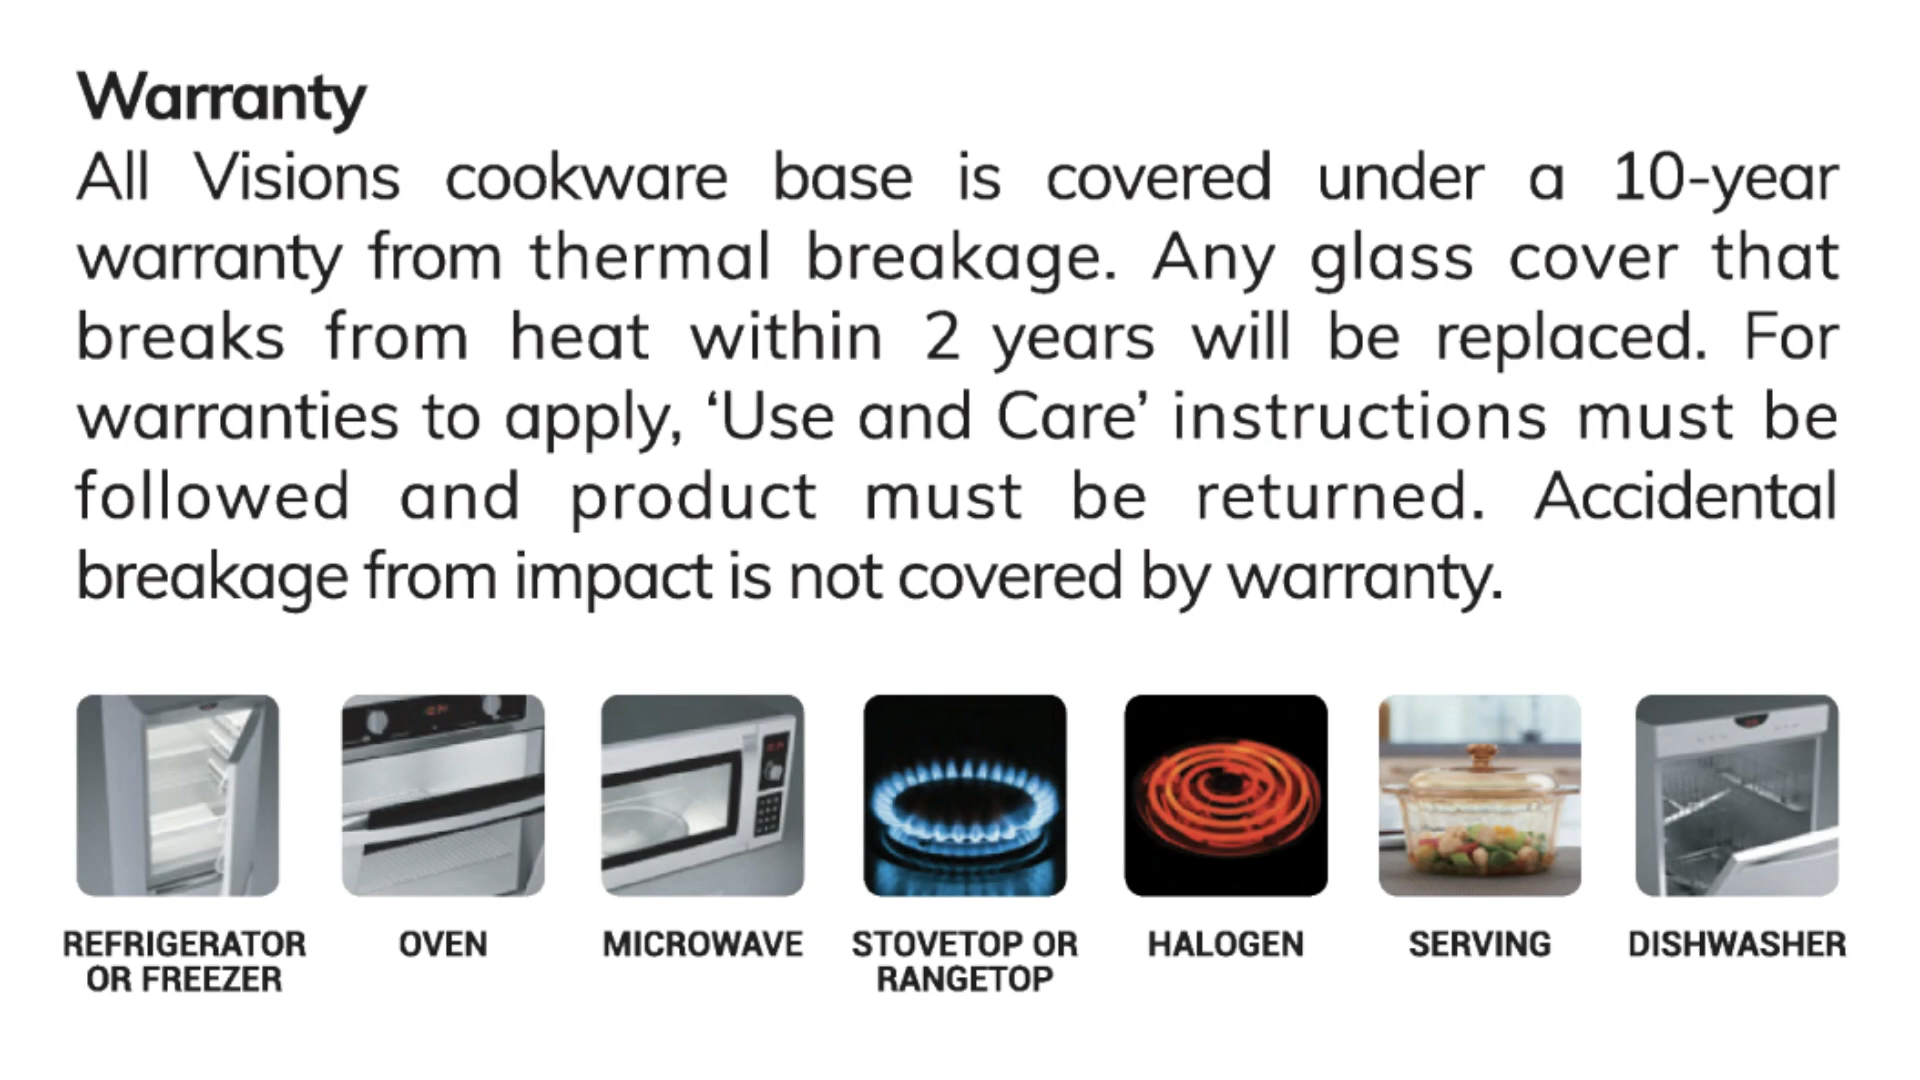 Warranty
All Visions cookware base is covered under a 10-year
warranty from thermal breakage. Any glass cover that
breaks from heat within 2 years will be replaced. For
warranties to apply, ‘Use and Care’ instructions must be
followed and product must be returned. Accidental
breakage from impact is not covered by warranty.
REFRIGERATOR
OR FREEZER
OVEN
MICROWAVE
STOVETOP OR
RANGETOP
HALOGEN
SERVING
DISHWASHER